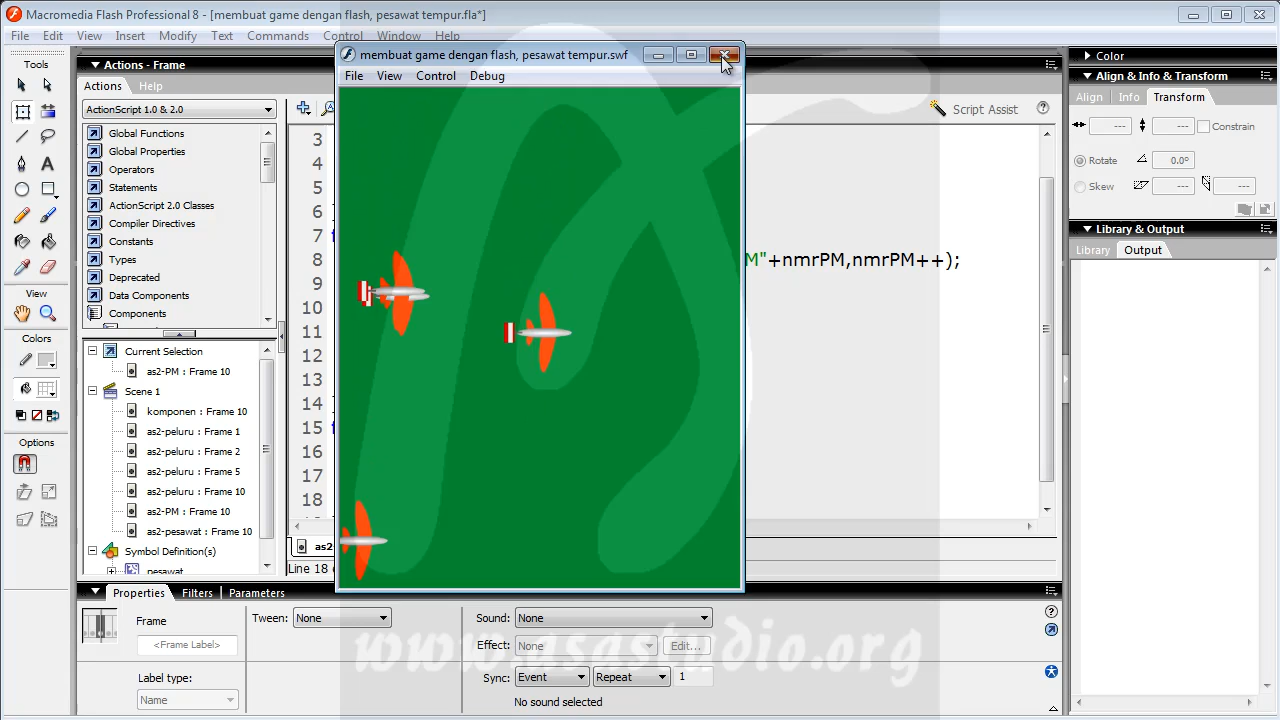 Macromedia Flash Professional 8 - [membuat game dengan flash, pesawat tempur.fla*]
File Edit View Insert Modify Text Commands Control Window Help
Tools
View
Colors
Options
Actions - Frame
Actions Help
ActionScript 1.0 & 2.0
Global Functions
Global Properties
Operators
Statements
ActionScript 2.0 Classes
Compiler Directives
Constants
Types
Deprecated
Data Components
Components
Current Selection
as2-PM : Frame 10
Scene 1
komponen : Frame 10
as2-peluru : Frame 1
as2-peluru : Frame 2
as2-peluru : Frame 5
as2-peluru : Frame 10
as2-PM : Frame 10
as2-pesawat : Frame 10
Symbol Definition(s)
pesawat
Script Assist
3
4
5
6
7
8 M"+nmrPM,nmrPM++);
9
10
11
12
13
14
15
16
17
18
as2-
Line 18 o
membuat game dengan flash, pesawat tempur.swf
File View Control Debug
Color
Align & Info & Transform
Align Info Transform
Constrain
Rotate 0.0°
Skew
Library & Output
Library Output
Properties Filters Parameters
Frame
<Frame Label>
Label type:
Name
Tween: None
Sound: None
Effect: None Edit...
Sync: Event Repeat 1
No sound selected
www.asastudio.org